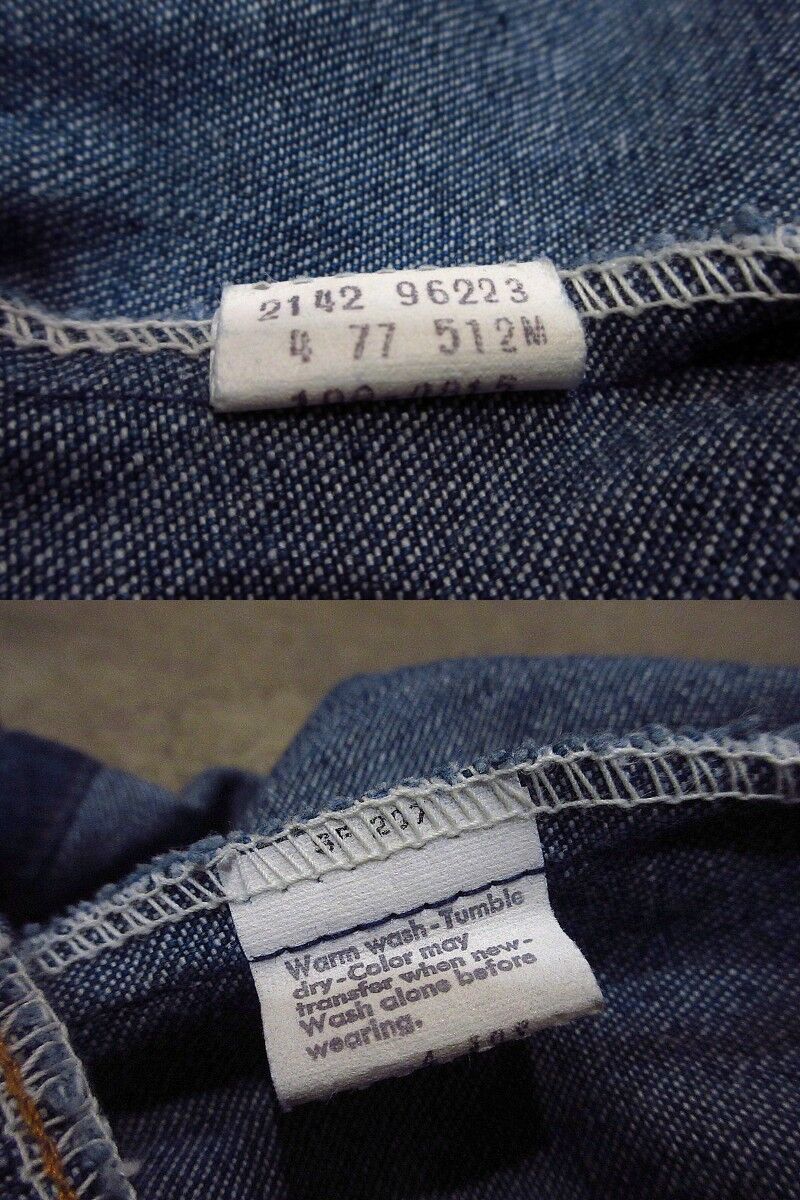 2142 96223
4 77 512M
Warm wash-Tumble
dry-Color may
transfer when new-
Wash alone before
wearing.